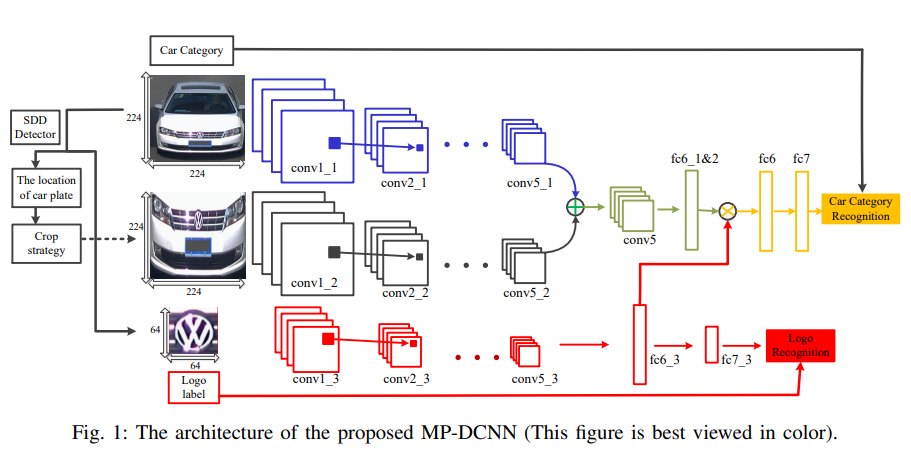 Car Category
SDD
Detector
The location
of car plate
Crop
strategy
224
224
conv1_1
conv2_1
conv5_1
224
224
conv1_2
conv2_2
conv5_2
conv5
fc6_1&2
fc6
fc7
Car Category
Recognition
64
64
conv1_3
conv2_3
conv5_3
fc6_3
fc7_3
Logo
Recognition
Logo
label
Fig. 1: The architecture of the proposed MP-DCNN (This figure is best viewed in color).